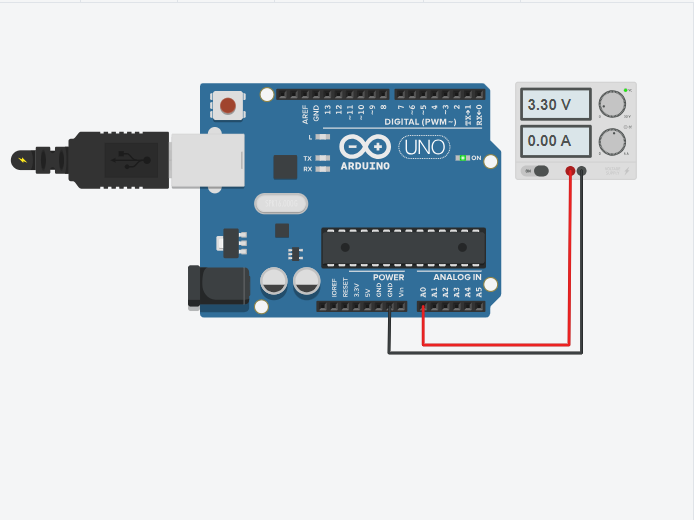 AREF
GND
13
12
~11
~10
~9
8
7
~6
~5
4
~3
2
TX→1
RX←0
DIGITAL (PWM ~)
L
TX
RX
ARDUINO
UNO
ON
3.30 V
0.00 A
POWER
ANALOG IN
IOREF
RESET
3.3V
5V
GND
GND
Vin
A0
A1
A2
A3
A4
A5